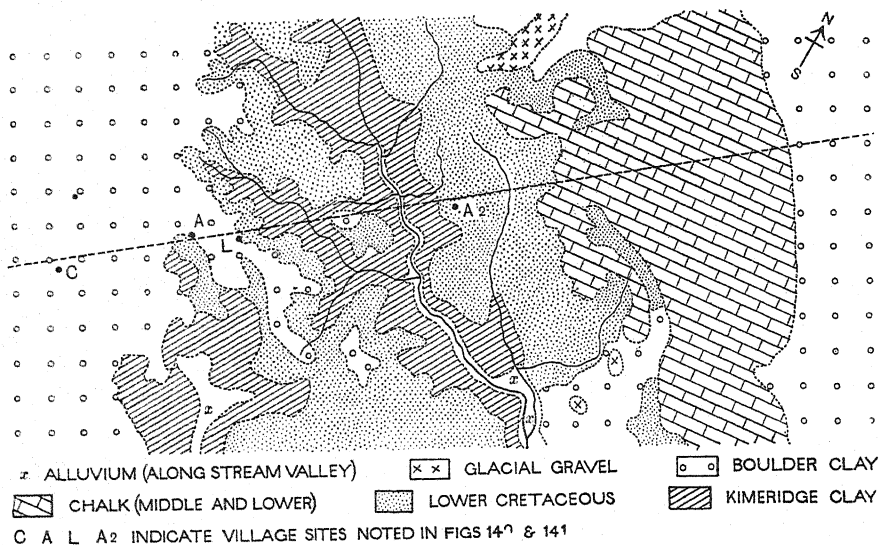 N
S
A
L
C
A2
x
x
x
x ALLUVIUM (ALONG STREAM VALLEY)
x x GLACIAL GRAVEL
BOULDER CLAY
CHALK (MIDDLE AND LOWER)
LOWER CRETACEOUS
KIMERIDGE CLAY
C A L A2 INDICATE VILLAGE SITES NOTED IN FIGS & 141